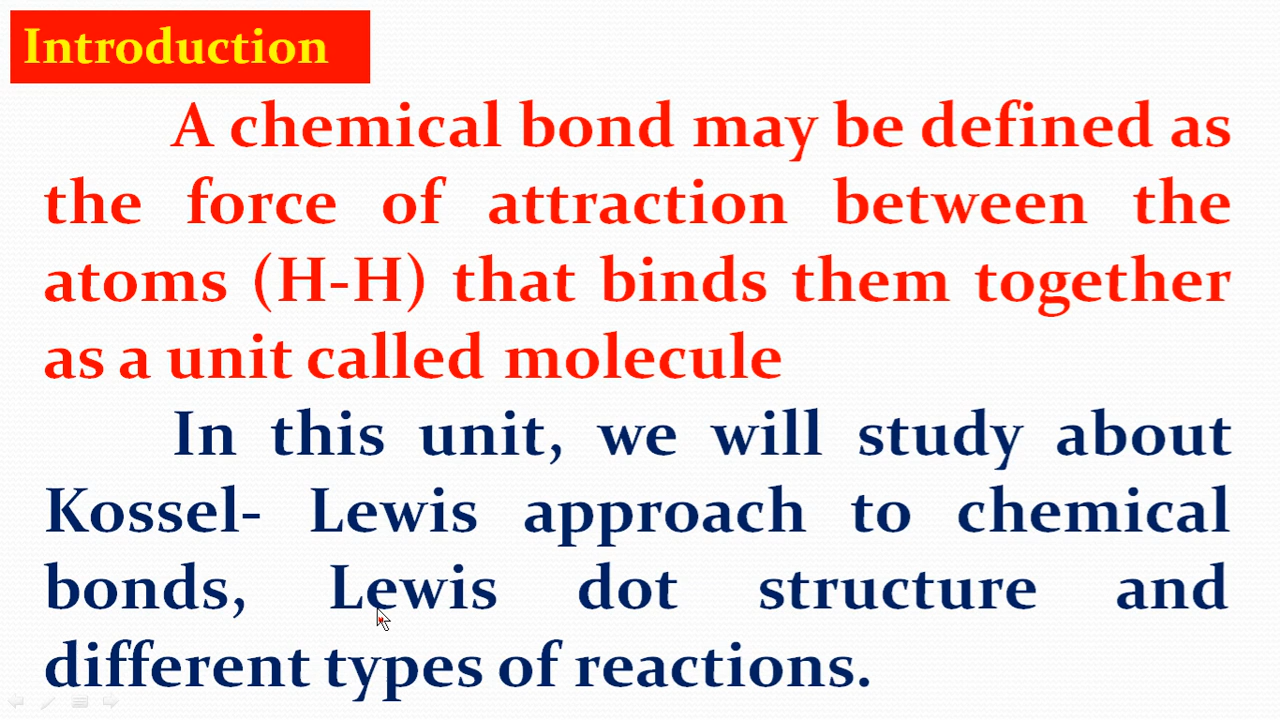 Introduction
A chemical bond may be defined as
the force of attraction between the
atoms (H-H) that binds them together
as a unit called molecule
In this unit, we will study about
Kossel- Lewis approach to chemical
bonds, Lewis dot structure and
different types of reactions.